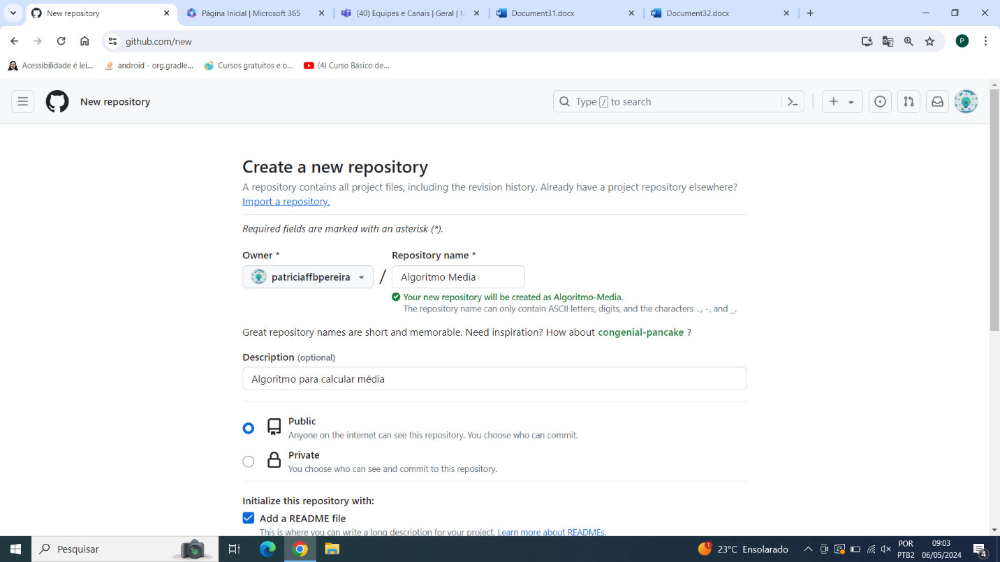 New repository
Página Inicial | Microsoft 365
(40) Equipes e Canais | Geral | M
Document31.docx
Document32.docx
github.com/new
P
Acessibilidade é lei...
android - org.gradle...
Cursos gratuitos e o...
(4) Curso Básico de...
New repository
Type / to search
Create a new repository
A repository contains all project files, including the revision history. Already have a project repository elsewhere?
Import a repository.
Required fields are marked with an asterisk (*).
Owner *
Repository name *
patriciaffbpereira
/
Algoritmo Media
Your new repository will be created as Algoritmo-Media.
The repository name can only contain ASCII letters, digits, and the characters ., -, and _.
Great repository names are short and memorable. Need inspiration? How about congenial-pancake ?
Description (optional)
Algoritmo para calcular média
Public
Anyone on the internet can see this repository. You choose who can commit.
Private
You choose who can see and commit to this repository.
Initialize this repository with:
Add a README file
This is where you can write a long description for your project. Learn more about READMEs.
Pesquisar
1
23°C Ensolarado
POR
PTB2
09:03
06/05/2024
4